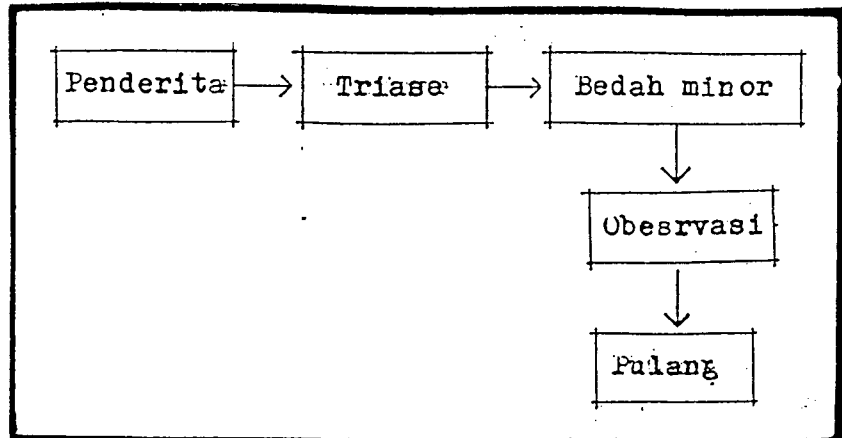 Penderita
Triase
Bedah minor
Obesrvasi
Pulang